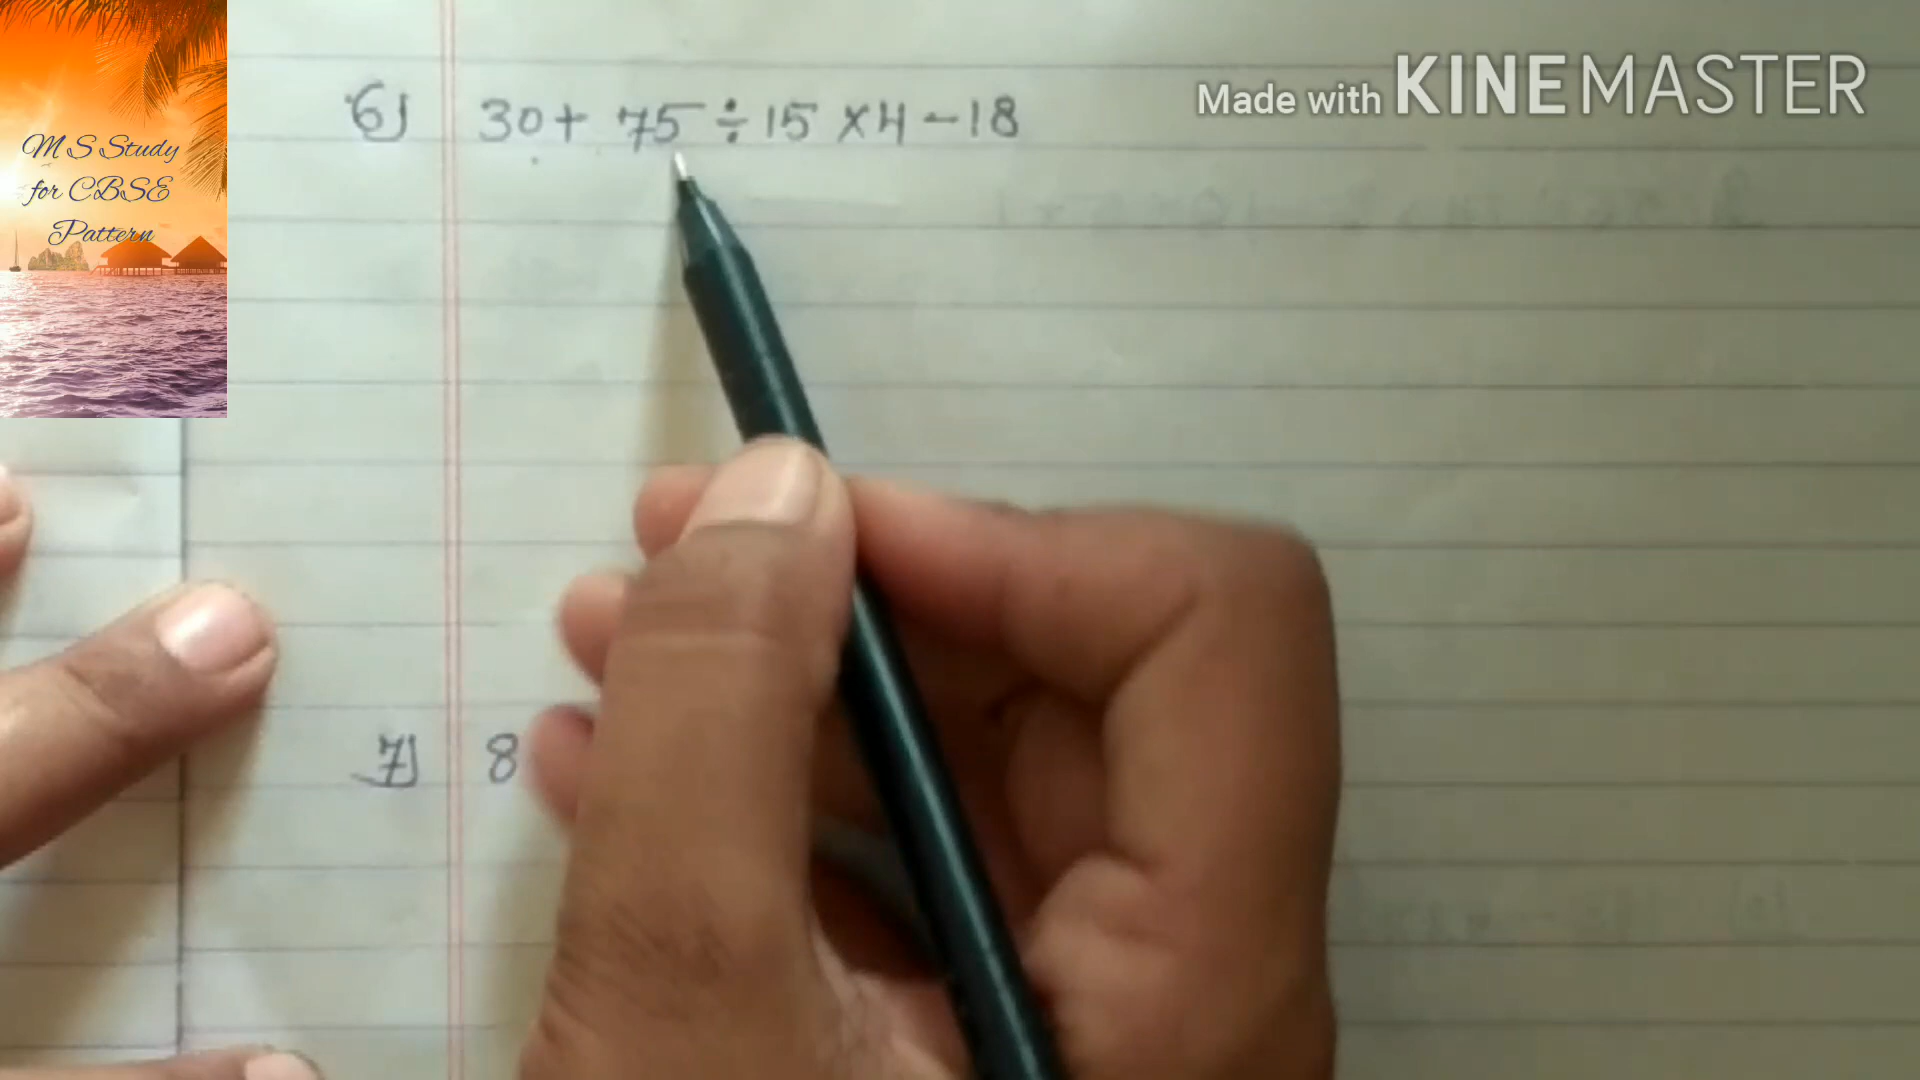 M S Study
for CBSE
Pattern
Made with KINEMASTER
6) 30 + 75 ÷ 15 × 4 - 18
7) 8